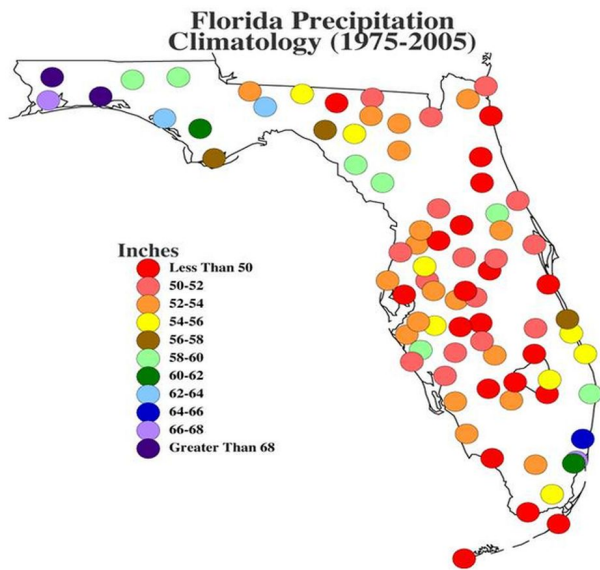 Florida Precipitation
Climatology (1975-2005)
Inches
Less Than 50
50-52
52-54
54-56
56-58
58-60
60-62
62-64
64-66
66-68
Greater Than 68